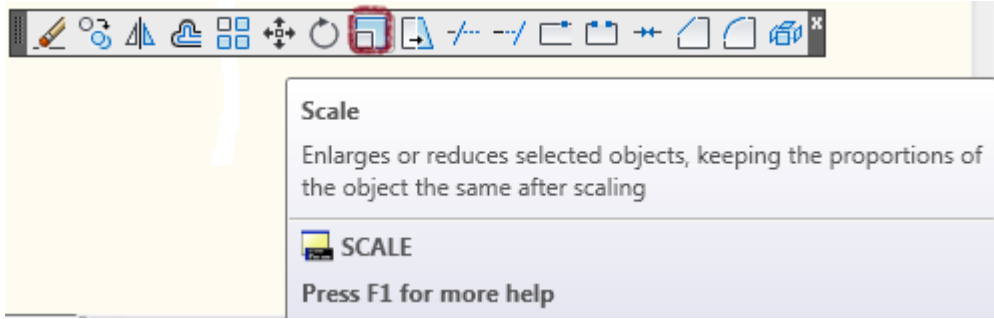 Scale
Enlarges or reduces selected objects, keeping the proportions of
the object the same after scaling
SCALE
Press F1 for more help